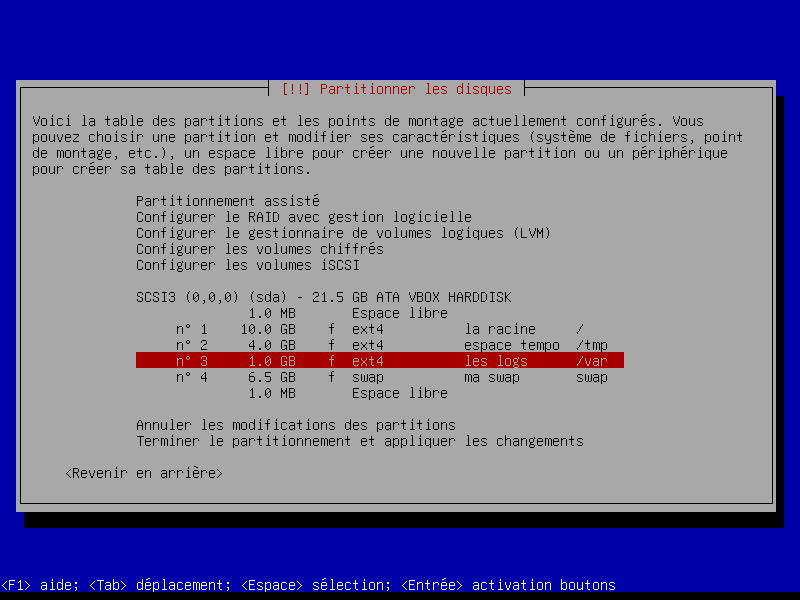 [!!] Partitionner les disques
Voici la table des partitions et les points de montage actuellement configurés. Vous
pouvez choisir une partition et modifier ses caractéristiques (système de fichiers, point
de montage, etc.), un espace libre pour créer une nouvelle partition ou un périphérique
pour créer sa table des partitions.
Partitionnement assisté
Configurer le RAID avec gestion logicielle
Configurer le gestionnaire de volumes logiques (LVM)
Configurer les volumes chiffrés
Configurer les volumes iSCSI
SCSI3 (0,0,0) (sda) - 21.5 GB ATA VBOX HARDDISK
1.0 MB Espace libre
n° 1 10.0 GB f ext4 la racine /
n° 2 4.0 GB f ext4 espace tempo /tmp
n° 3 1.0 GB f ext4 les logs /var
n° 4 6.5 GB f swap ma swap swap
1.0 MB Espace libre
Annuler les modifications des partitions
Terminer le partitionnement et appliquer les changements
<Revenir en arrière>
<F1> aide; <Tab> déplacement; <Espace> sélection; <Entrée> activation boutons